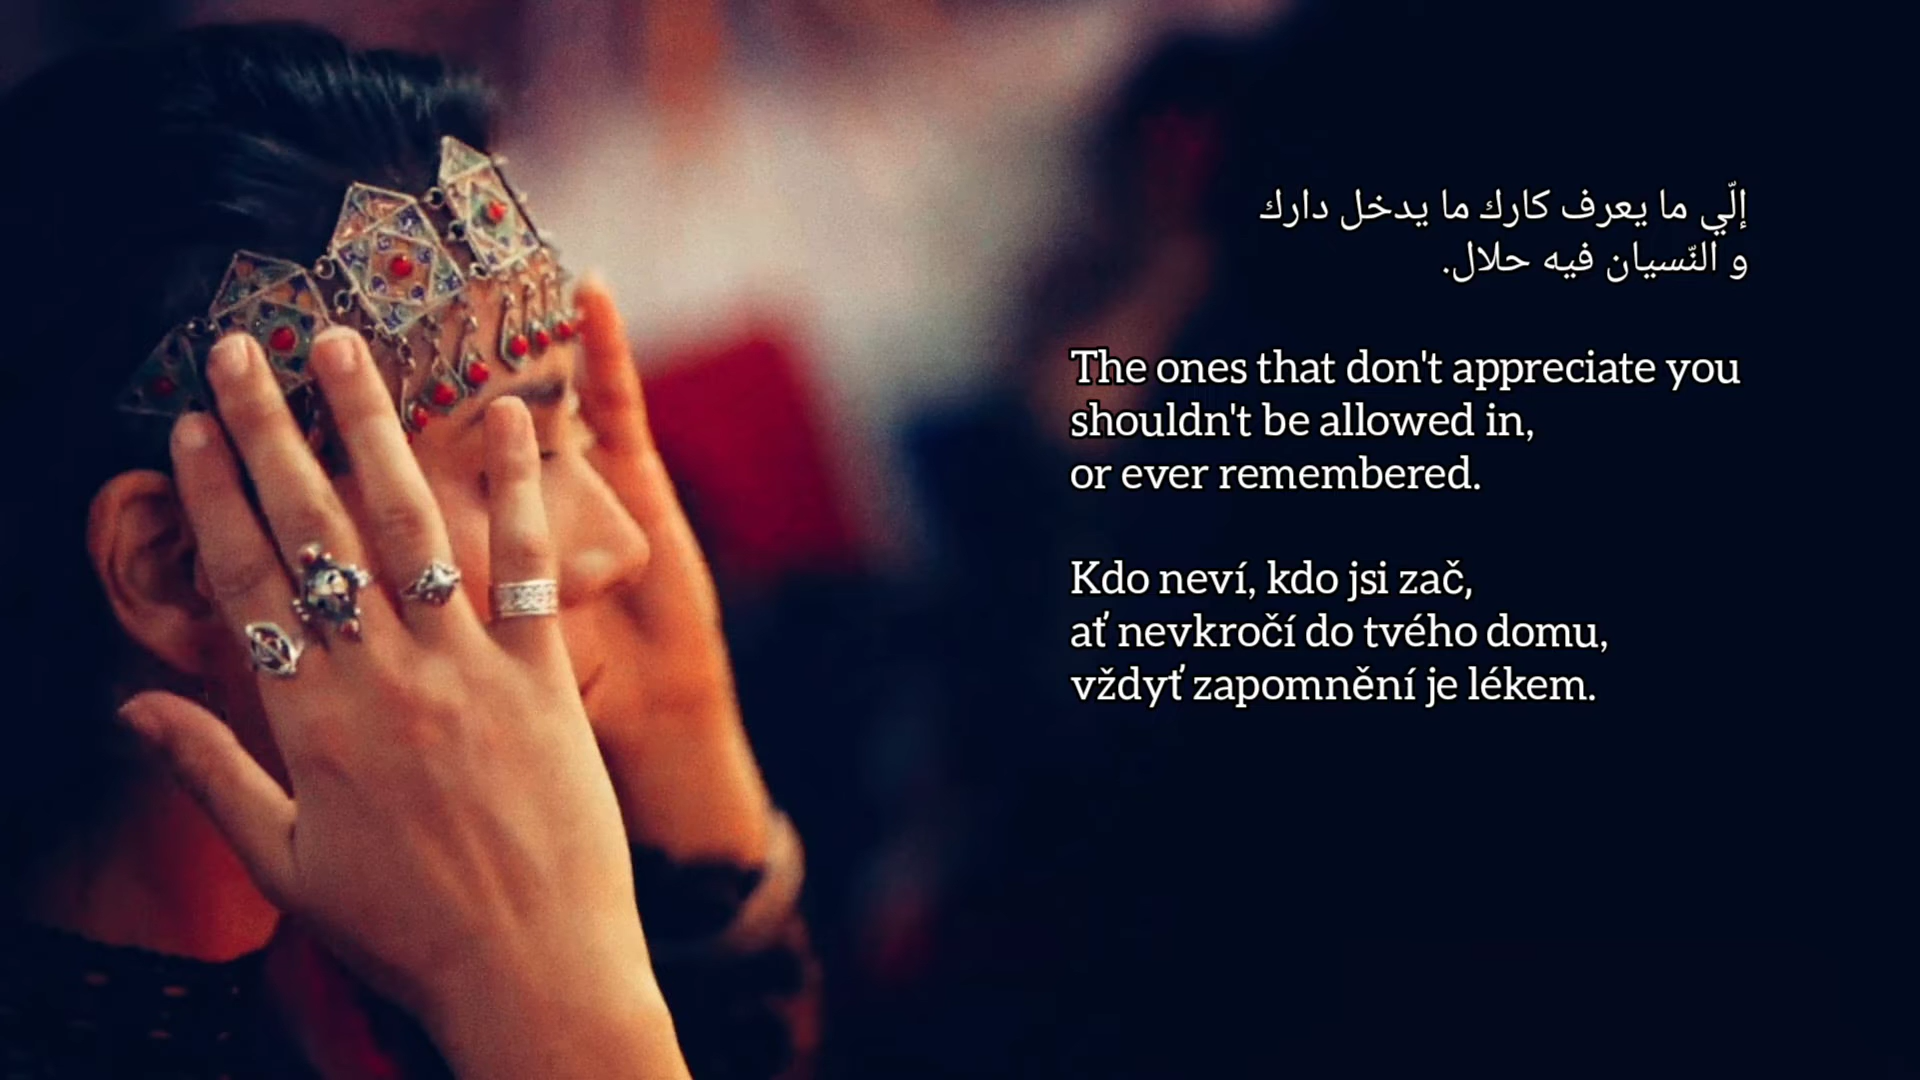 إلّي ما يعرف كارك ما يدخل دارك
و النّسيان فيه حلال.
The ones that don't appreciate you
shouldn't be allowed in,
or ever remembered.
Kdo neví, kdo jsi zač,
ať nevkročí do tvého domu,
vždyť zapomnění je lékem.